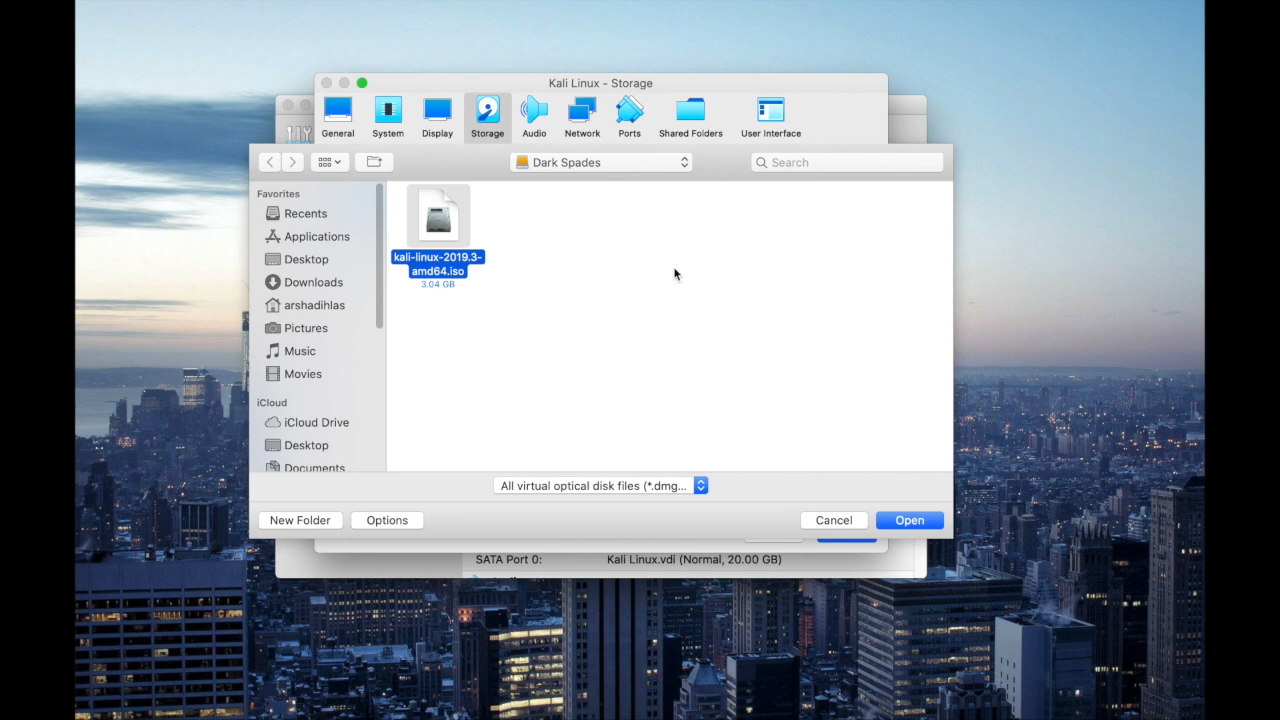 Kali Linux - Storage
General System Display Storage Audio Network Ports Shared Folders User Interface
Dark Spades
Search
Favorites
Recents
Applications
Desktop
Downloads
arshadihlas
Pictures
Music
Movies
iCloud
iCloud Drive
Desktop
Documents
kali-linux-2019.3-
amd64.iso
3.04 GB
All virtual optical disk files (*.dmg...
New Folder Options Cancel Open
SATA Port 0: Kali Linux.vdi (Normal, 20.00 GB)